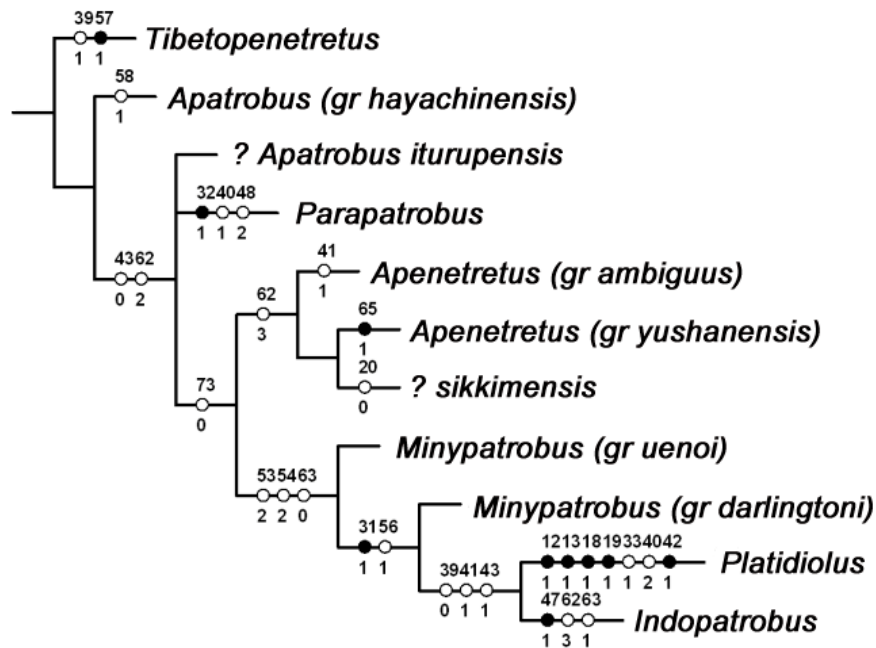 3957
Tibetopenetretus
1 1
58
Apatrobus (gr hayachinensis)
1
? Apatrobus iturupensis
324048
Parapatrobus
1 1 2
41
Apenetretus (gr ambiguus)
1
4362
0 2
62
3
65
Apenetretus (gr yushanensis)
1
20
? sikkimensis
0
73
0
Minypatrobus (gr uenoi)
535463
2 2 0
Minypatrobus (gr darlingtoni)
3156
1 1
12131819334042
Platidiolus
1 1 1 1 1 2 1
394143
0 1 1
476263
Indopatrobus
1 3 1